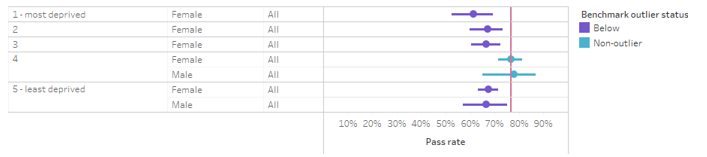 1 - most deprived Female All
2 Female All
3 Female All
4 Female All
Male All
5 - least deprived Female All
Male All
10% 20% 30% 40% 50% 60% 70% 80% 90%
Pass rate
Benchmark outlier status
Below
Non-outlier